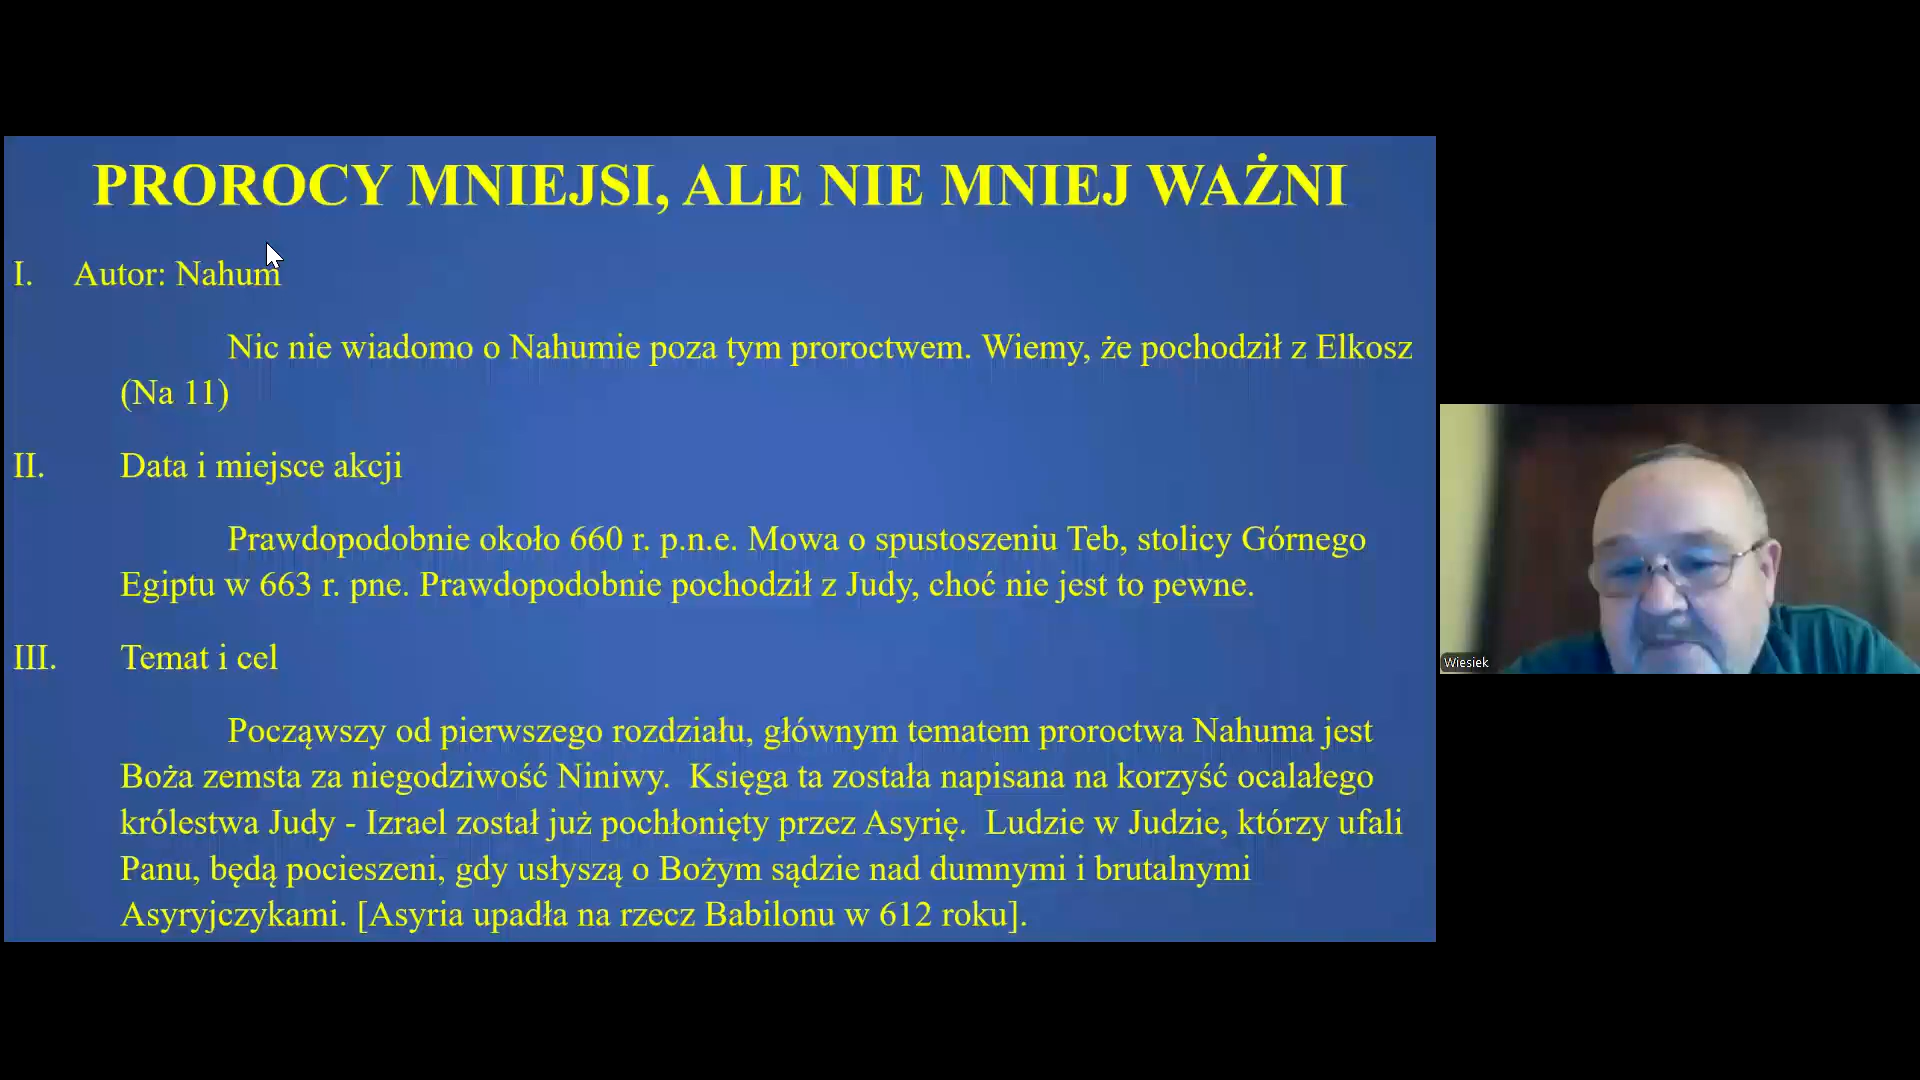 PROROCY MNIEJSI, ALE NIE MNIEJ WAŻNI
I. Autor: Nahum
Nic nie wiadomo o Nahumie poza tym proroctwem. Wiemy, że pochodził z Elkosz
(Na 11)
II. Data i miejsce akcji
Prawdopodobnie około 660 r. p.n.e. Mowa o spustoszeniu Teb, stolicy Górnego
Egiptu w 663 r. pne. Prawdopodobnie pochodził z Judy, choć nie jest to pewne.
III. Temat i cel
Począwszy od pierwszego rozdziału, głównym tematem proroctwa Nahuma jest
Boża zemsta za niegodziwość Niniwy. Księga ta została napisana na korzyść ocalałego
królestwa Judy - Izrael został już pochłonięty przez Asyrię. Ludzie w Judzie, którzy ufali
Panu, będą pocieszeni, gdy usłyszą o Bożym sądzie nad dumnymi i brutalnymi
Asyryjczykami. [Asyria upadła na rzecz Babilonu w 612 roku].
Wiesiek